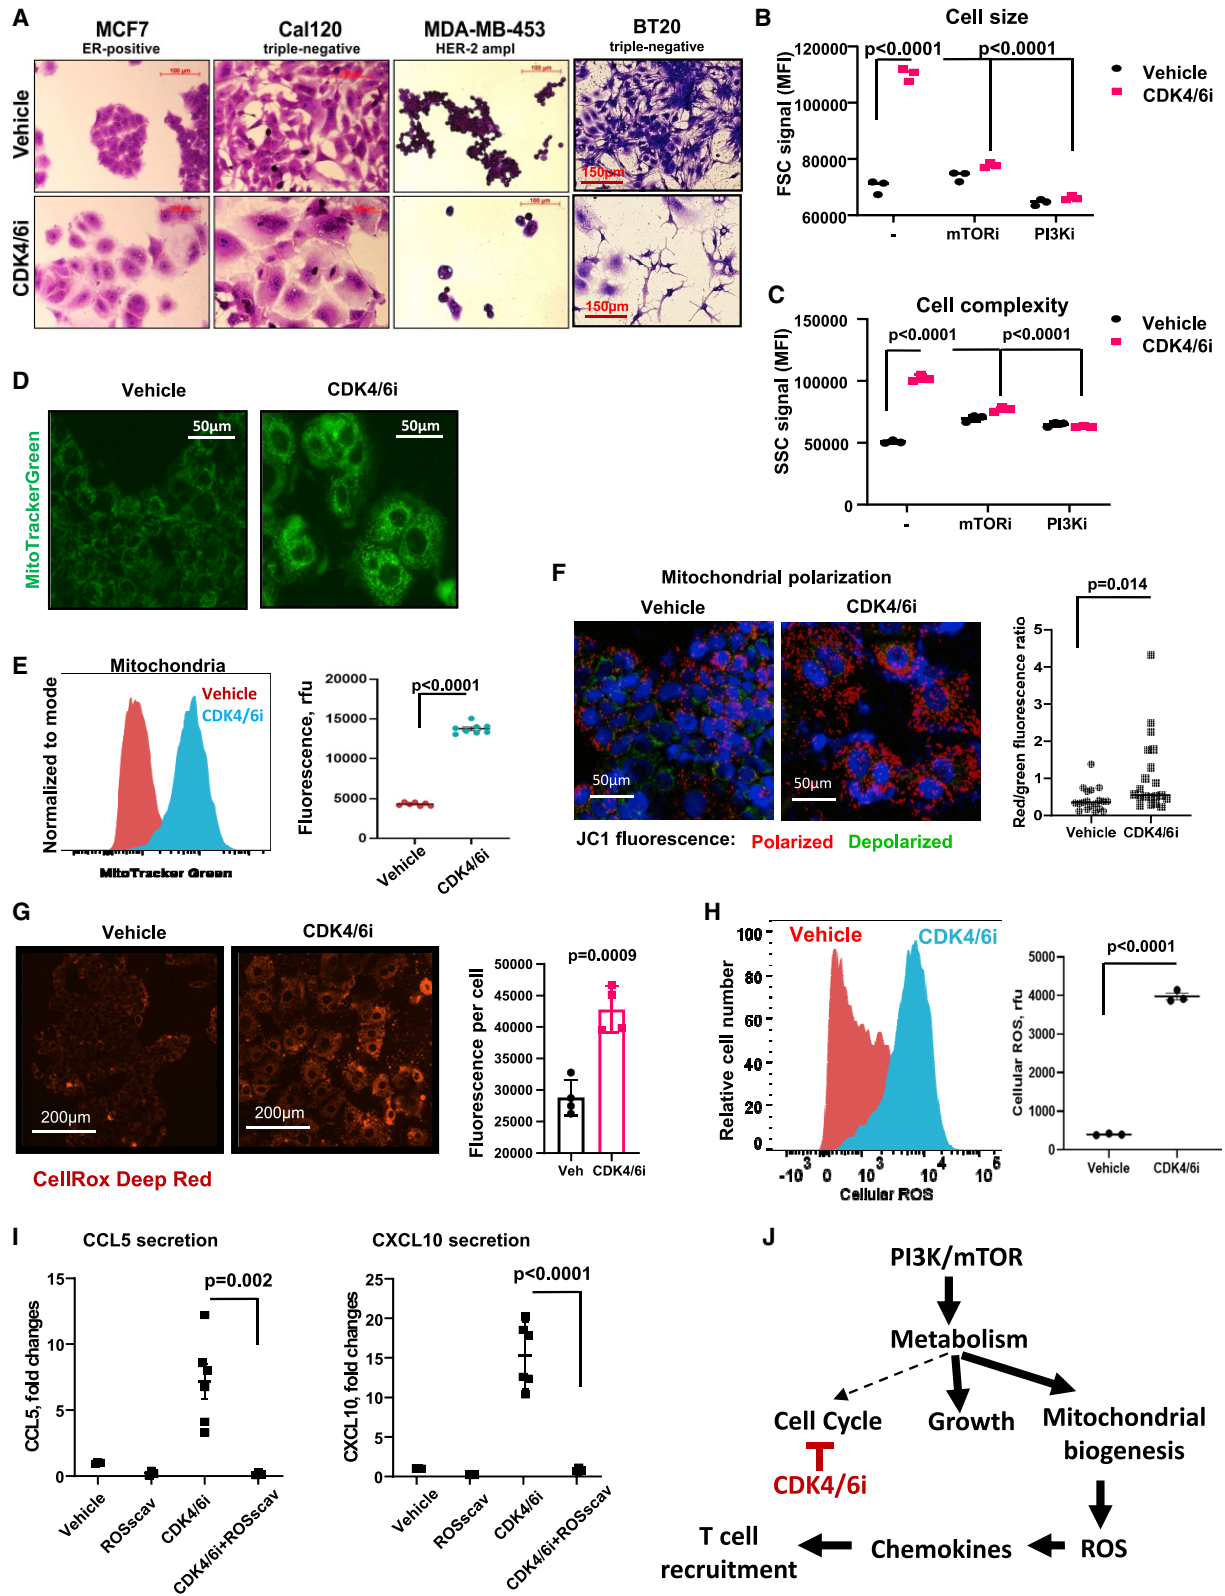 A
MCF7
ER-positive
Cal120
triple-negative
MDA-MB-453
HER-2 ampl
BT20
triple-negative
Vehicle
CDK4/6i
100 µm
100 µm
150µm
150µm
B
Cell size
FSC signal (MFI)
120000
100000
80000
60000
p<0.0001
p<0.0001
Vehicle
CDK4/6i
-
mTORi
PI3Ki
C
Cell complexity
SSC signal (MFI)
150000
100000
50000
0
p<0.0001
p<0.0001
Vehicle
CDK4/6i
-
mTORi
PI3Ki
D
Vehicle
CDK4/6i
MitoTrackerGreen
50µm
50µm
E
Mitochondria
Normalized to mode
Vehicle
CDK4/6i
MitoTracker Green
Fluorescence, rfu
20000
15000
10000
5000
0
p<0.0001
Vehicle
CDK4/6i
F
Mitochondrial polarization
Vehicle
CDK4/6i
50µm
50µm
JC1 fluorescence: Polarized Depolarized
p=0.014
Red/green fluorescence ratio
5
4
3
2
1
0
Vehicle
CDK4/6i
G
Vehicle
CDK4/6i
200µm
200µm
CellRox Deep Red
Fluorescence per cell
p=0.0009
50000
45000
40000
35000
30000
25000
20000
Veh
CDK4/6i
H
Vehicle
CDK4/6i
Relative cell number
100
80
60
40
20
0
-10³ 0 10³ 10⁴ 10⁵
Cellular ROS
p<0.0001
Cellular ROS, rfu
5000
4000
3000
2000
1000
0
Vehicle
CDK4/6i
I
CCL5 secretion
CCL5, fold changes
p=0.002
15
10
5
0
Vehicle
ROSscav
CDK4/6i
CDK4/6i+ROSscav
CXCL10 secretion
CXCL10, fold changes
p<0.0001
25
20
15
10
5
0
Vehicle
ROSscav
CDK4/6i
CDK4/6i+ROSscav
J
PI3K/mTOR
Metabolism
Cell Cycle
Growth
Mitochondrial
biogenesis
CDK4/6i
T cell
recruitment
Chemokines
ROS